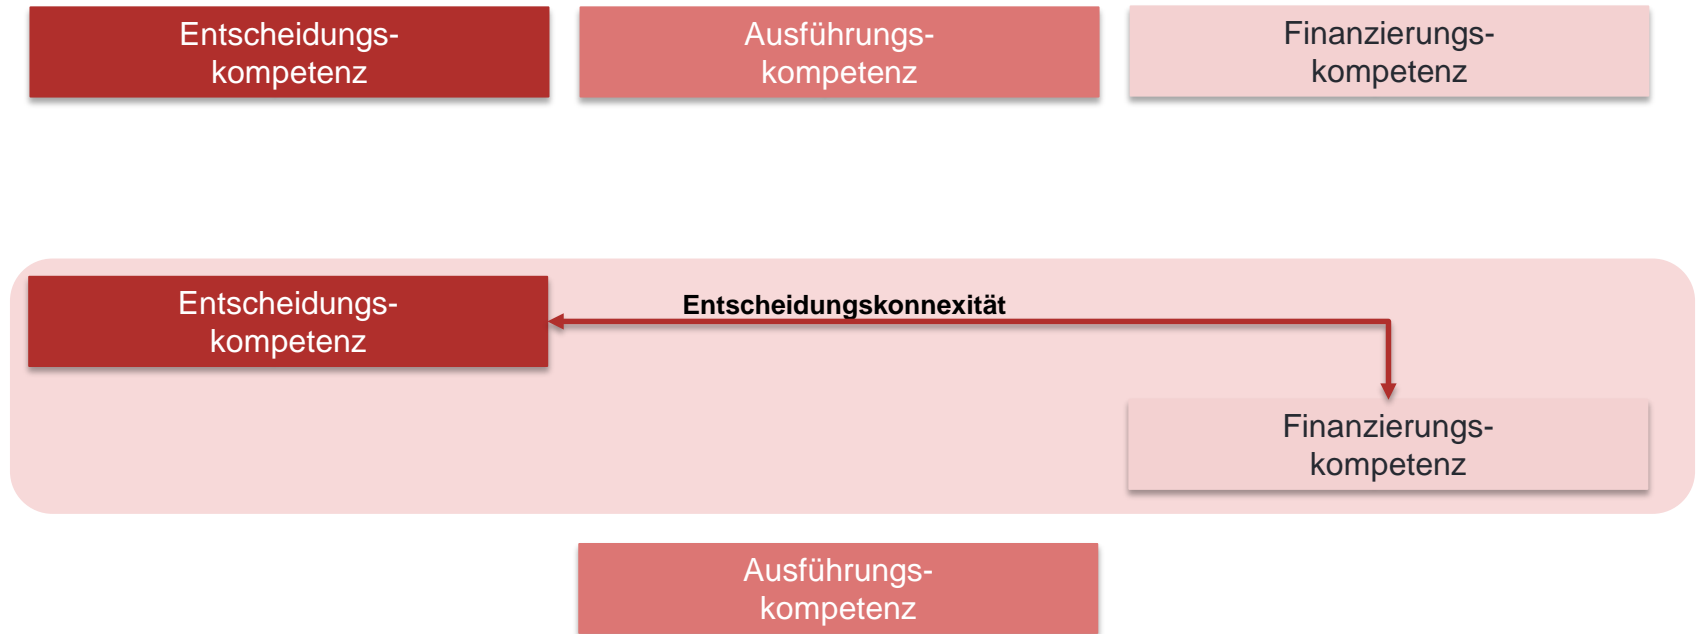 Entscheidungs-
kompetenz
Ausführungs-
kompetenz
Finanzierungs-
kompetenz
Entscheidungs-
kompetenz
Entscheidungskonnexität
Finanzierungs-
kompetenz
Ausführungs-
kompetenz